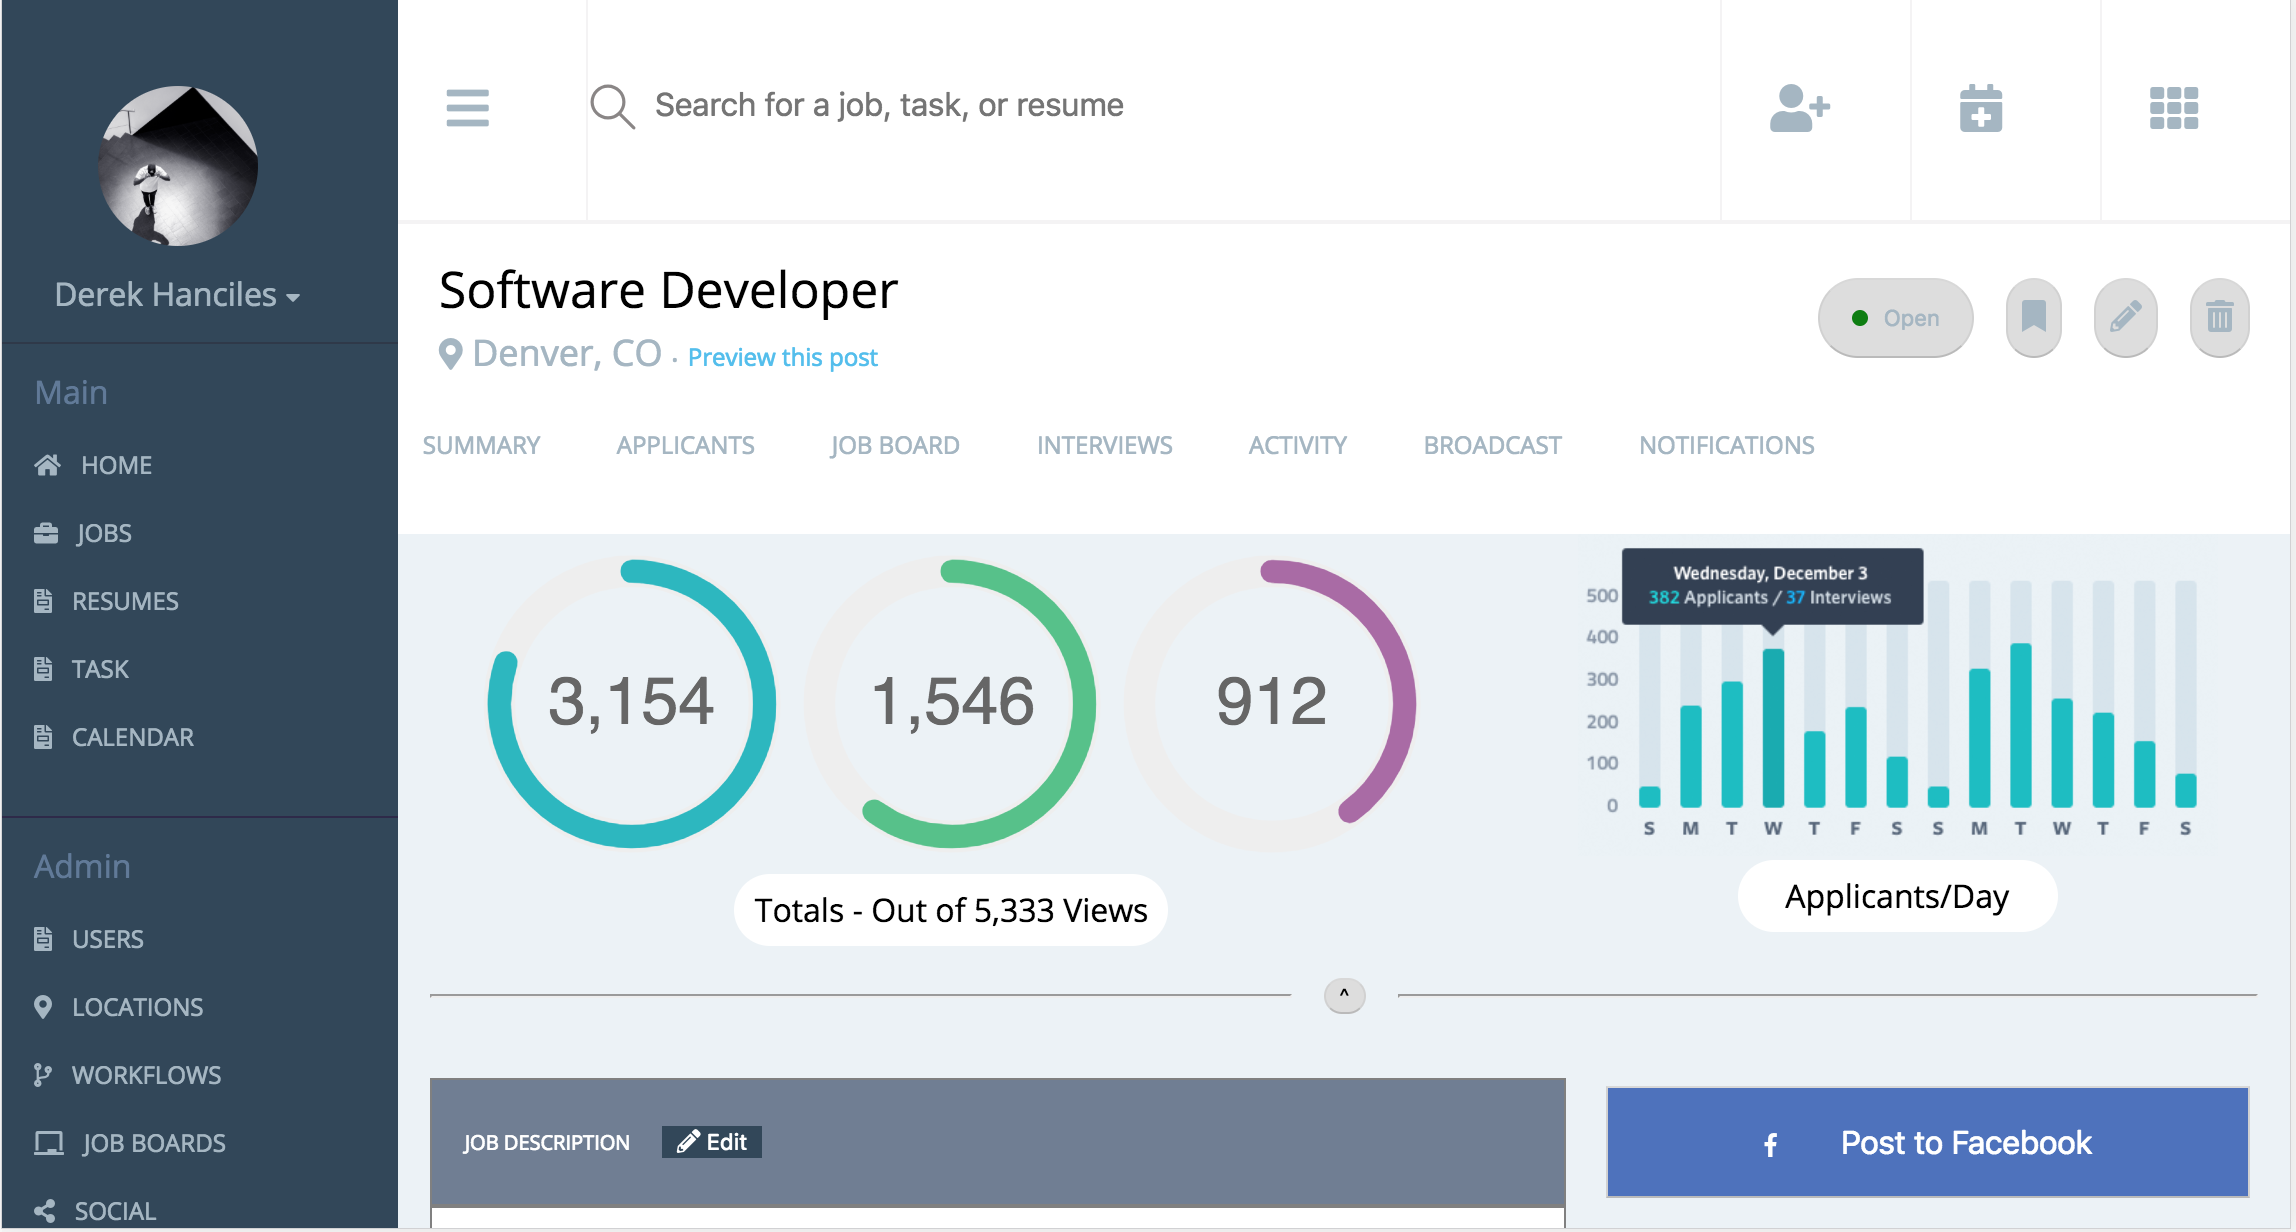 Derek Hanciles
Main
HOME
JOBS
RESUMES
TASK
CALENDAR
Admin
USERS
LOCATIONS
WORKFLOWS
JOB BOARDS
SOCIAL
Search for a job, task, or resume
Software Developer
Denver, CO . Preview this post
Open
SUMMARY APPLICANTS JOB BOARD INTERVIEWS ACTIVITY BROADCAST NOTIFICATIONS
3,154 1,546 912
Totals - Out of 5,333 Views
Wednesday, December 3
382 Applicants / 37 Interviews
500
400
300
200
100
0
S M T W T F S S M T W T F S
Applicants/Day
^
JOB DESCRIPTION Edit
f Post to Facebook